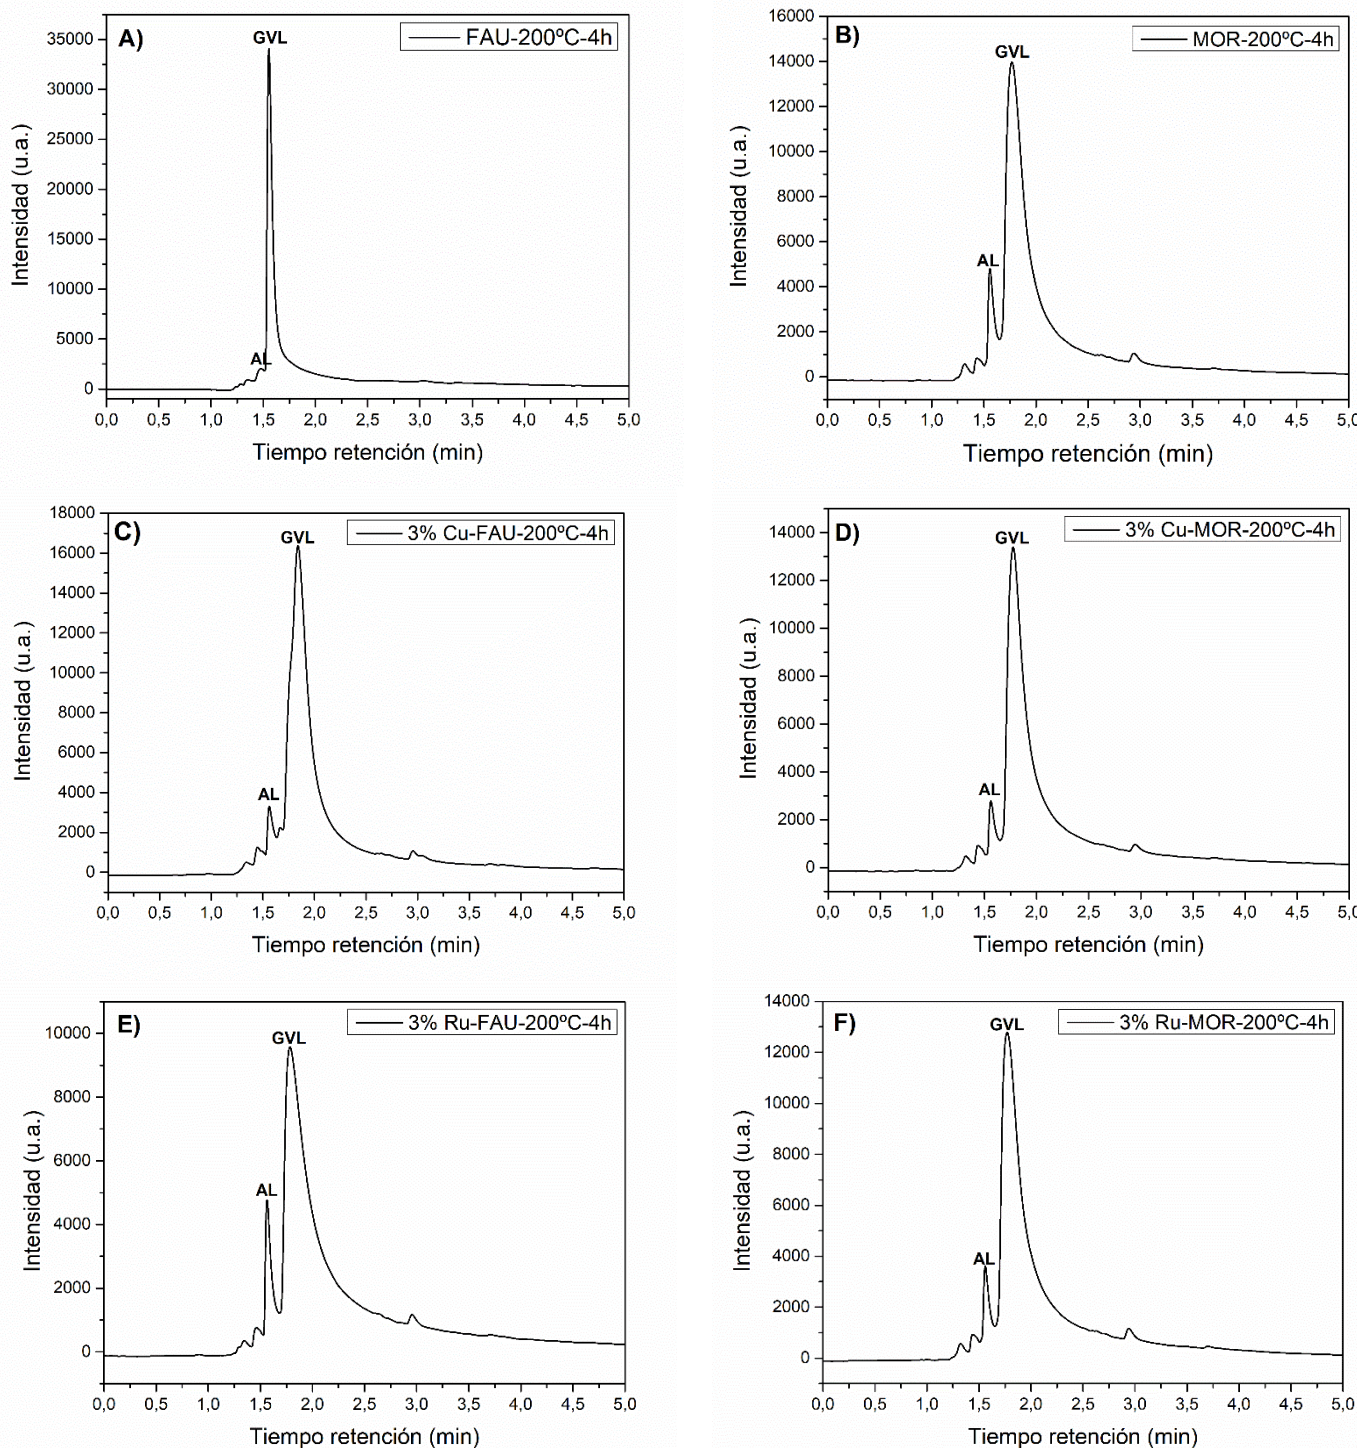 A)
FAU-200ºC-4h
GVL
AL
35000
30000
25000
20000
15000
10000
5000
0
0,0 0,5 1,0 1,5 2,0 2,5 3,0 3,5 4,0 4,5 5,0
Intensidad (u.a.)
Tiempo retención (min)
B)
MOR-200ºC-4h
GVL
AL
16000
14000
12000
10000
8000
6000
4000
2000
0
0,0 0,5 1,0 1,5 2,0 2,5 3,0 3,5 4,0 4,5 5,0
Intensidad (u.a.)
Tiempo retención (min)
C)
3% Cu-FAU-200ºC-4h
GVL
AL
18000
16000
14000
12000
10000
8000
6000
4000
2000
0
0,0 0,5 1,0 1,5 2,0 2,5 3,0 3,5 4,0 4,5 5,0
Intensidad (u.a.)
Tiempo retención (min)
D)
3% Cu-MOR-200ºC-4h
GVL
AL
14000
12000
10000
8000
6000
4000
2000
0
0,0 0,5 1,0 1,5 2,0 2,5 3,0 3,5 4,0 4,5 5,0
Intensidad (u.a.)
Tiempo retención (min)
E)
3% Ru-FAU-200ºC-4h
GVL
AL
10000
8000
6000
4000
2000
0
0,0 0,5 1,0 1,5 2,0 2,5 3,0 3,5 4,0 4,5 5,0
Intensidad (u.a.)
Tiempo retención (min)
F)
3% Ru-MOR-200ºC-4h
GVL
AL
14000
12000
10000
8000
6000
4000
2000
0
0,0 0,5 1,0 1,5 2,0 2,5 3,0 3,5 4,0 4,5 5,0
Intensidad (u.a.)
Tiempo retención (min)